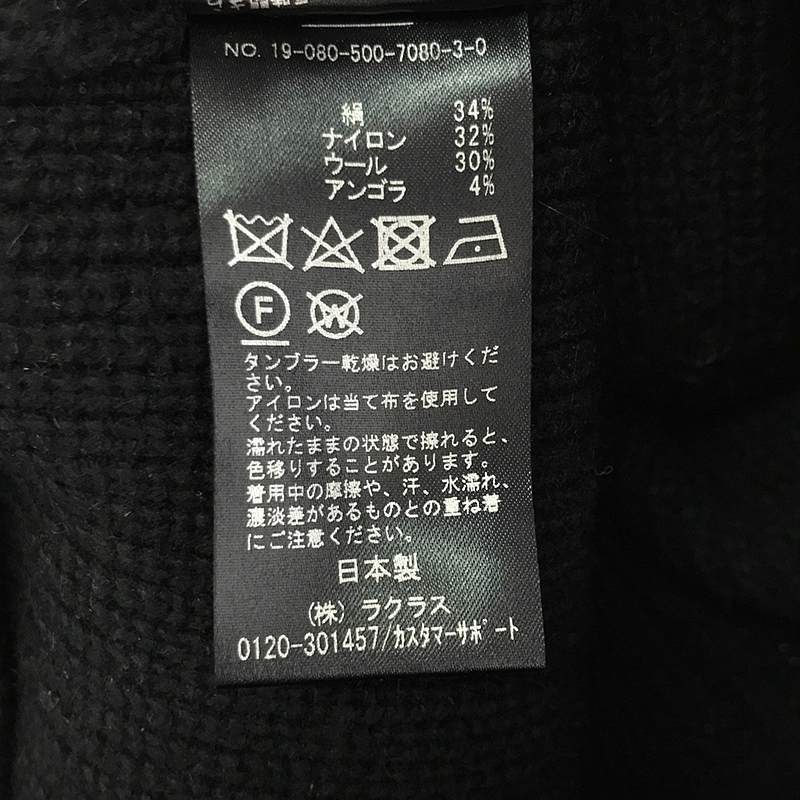 NO. 19-080-500-7080-3-0
絹 34%
ナイロン 32%
ウール 30%
アンゴラ 4%
F W
タンブラー乾燥はお避けくだ
さい。
アイロンは当て布を使用して
ください。
濡れたままの状態で擦れると、
色移りすることがあります。
着用中の摩擦や、汗、水濡れ、
濃淡差があるものとの重ね着
にご注意ください。
日本製
(株) ラクラス
0120-301457/カスタマーサポート